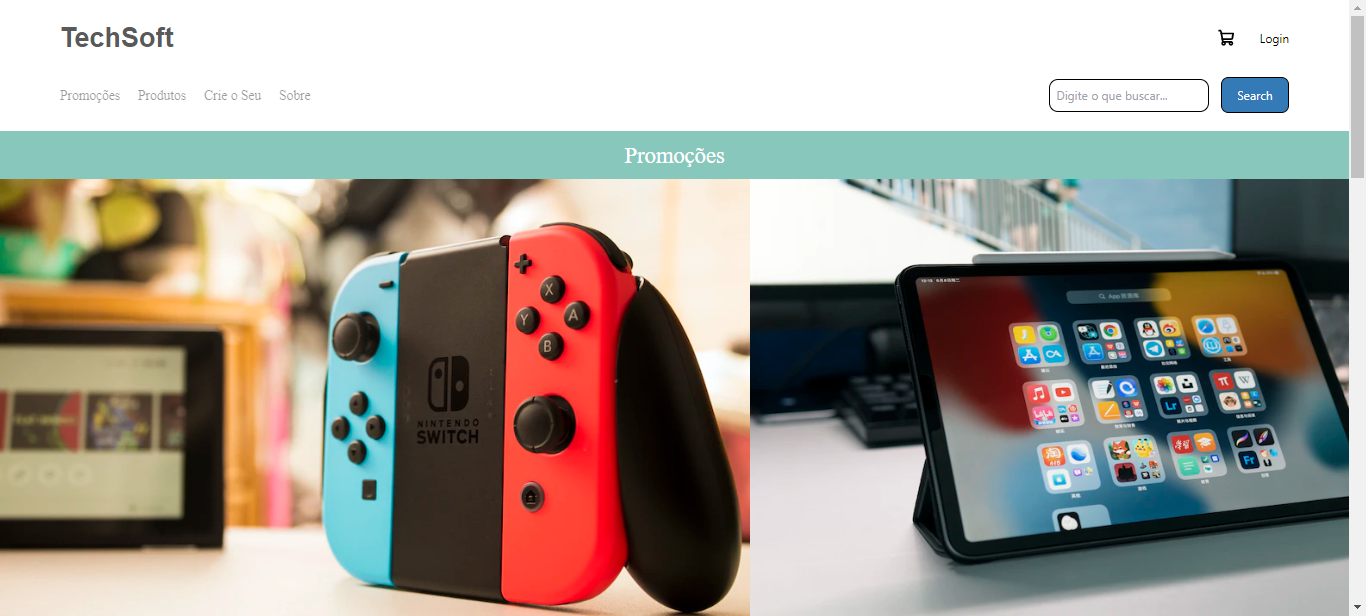 TechSoft
Login
Promoções Produtos Crie o Seu Sobre
Digite o que buscar...
Search
Promoções
X
Y
A
B
NINTENDO
SWITCH